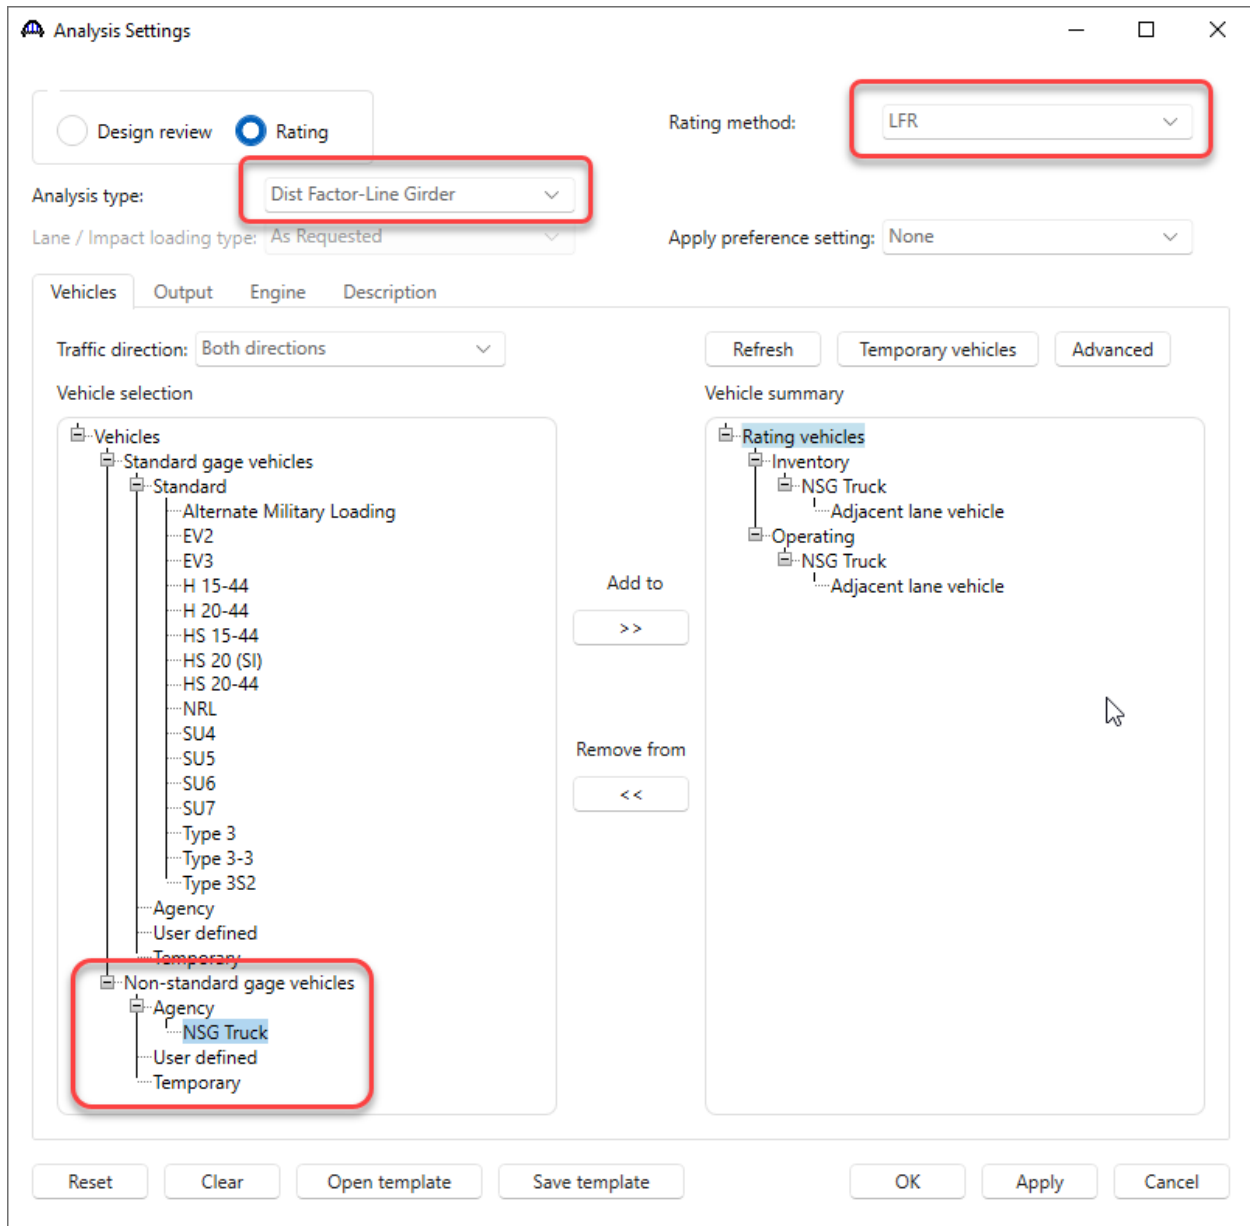 Analysis Settings
Design review Rating
Rating method: LFR
Analysis type: Dist Factor-Line Girder
Lane / Impact loading type: As Requested
Apply preference setting: None
Vehicles Output Engine Description
Traffic direction: Both directions
Refresh Temporary vehicles Advanced
Vehicle selection
Vehicles
Standard gage vehicles
Standard
Alternate Military Loading
EV2
EV3
H 15-44
H 20-44
HS 15-44
HS 20 (SI)
HS 20-44
NRL
SU4
SU5
SU6
SU7
Type 3
Type 3-3
Type 3S2
Agency
User defined
Temporary
Non-standard gage vehicles
Agency
NSG Truck
User defined
Temporary
Add to
>>
Remove from
<<
Vehicle summary
Rating vehicles
Inventory
NSG Truck
Adjacent lane vehicle
Operating
NSG Truck
Adjacent lane vehicle
Reset Clear Open template Save template OK Apply Cancel